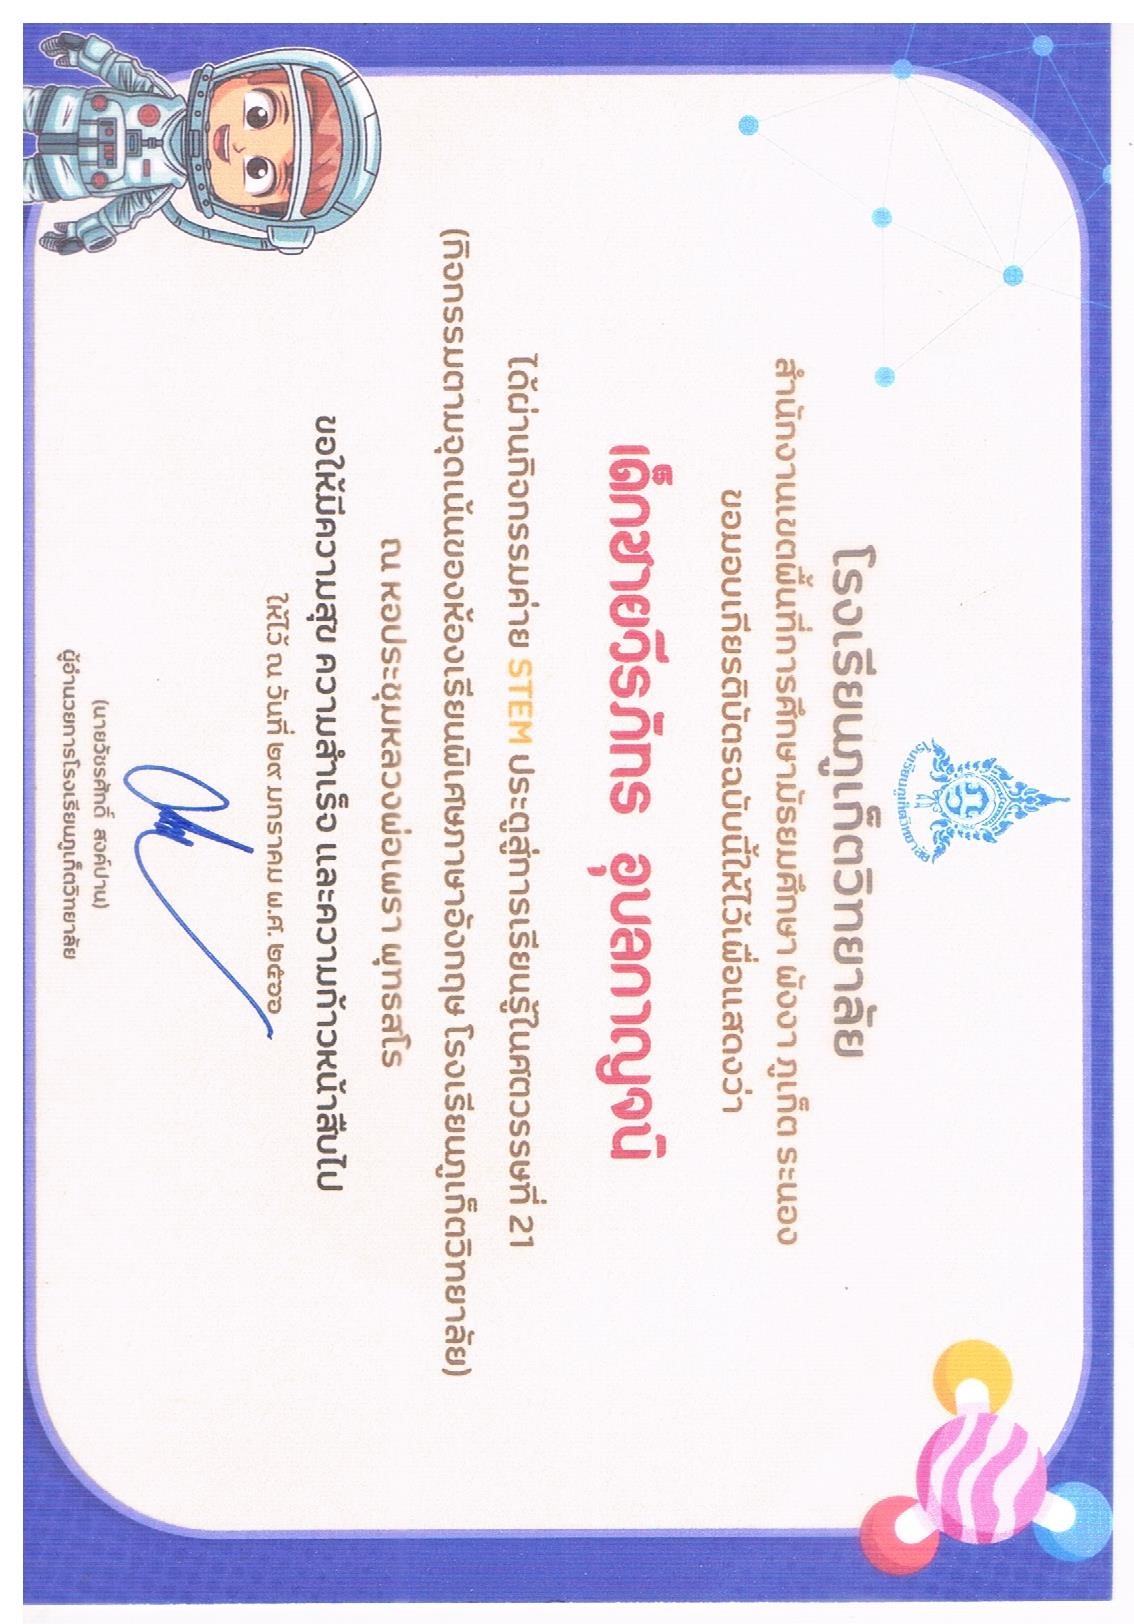 โรงเรียนภูเก็ตวิทยาลัย
โรงเรียนภูเก็ตวิทยาลัย
สำนักงานเขตพื้นที่การศึกษามัธยมศึกษา พังงา ภูเก็ต ระนอง
ขอมอบเกียรติบัตรฉบับนี้ให้ไว้เพื่อแสดงว่า
เด็กชายวีรภัทร อุบลกาญจน์
ได้ผ่านกิจกรรมค่าย STEM ประตูสู่การเรียนรู้ในศตวรรษที่ 21
(กิจกรรมตามจุดเน้นของห้องเรียนพิเศษภาษาอังกฤษ โรงเรียนภูเก็ตวิทยาลัย)
ณ หอประชุมหลวงพ่อเพรา พุทธสโร
ขอให้มีความสุข ความสำเร็จ และความก้าวหน้าสืบไป
ให้ไว้ ณ วันที่ ๒๙ มกราคม พ.ศ. ๒๕๖๖
(นายวัชรศักดิ์ สงค์ปาน)
ผู้อำนวยการโรงเรียนภูเก็ตวิทยาลัย